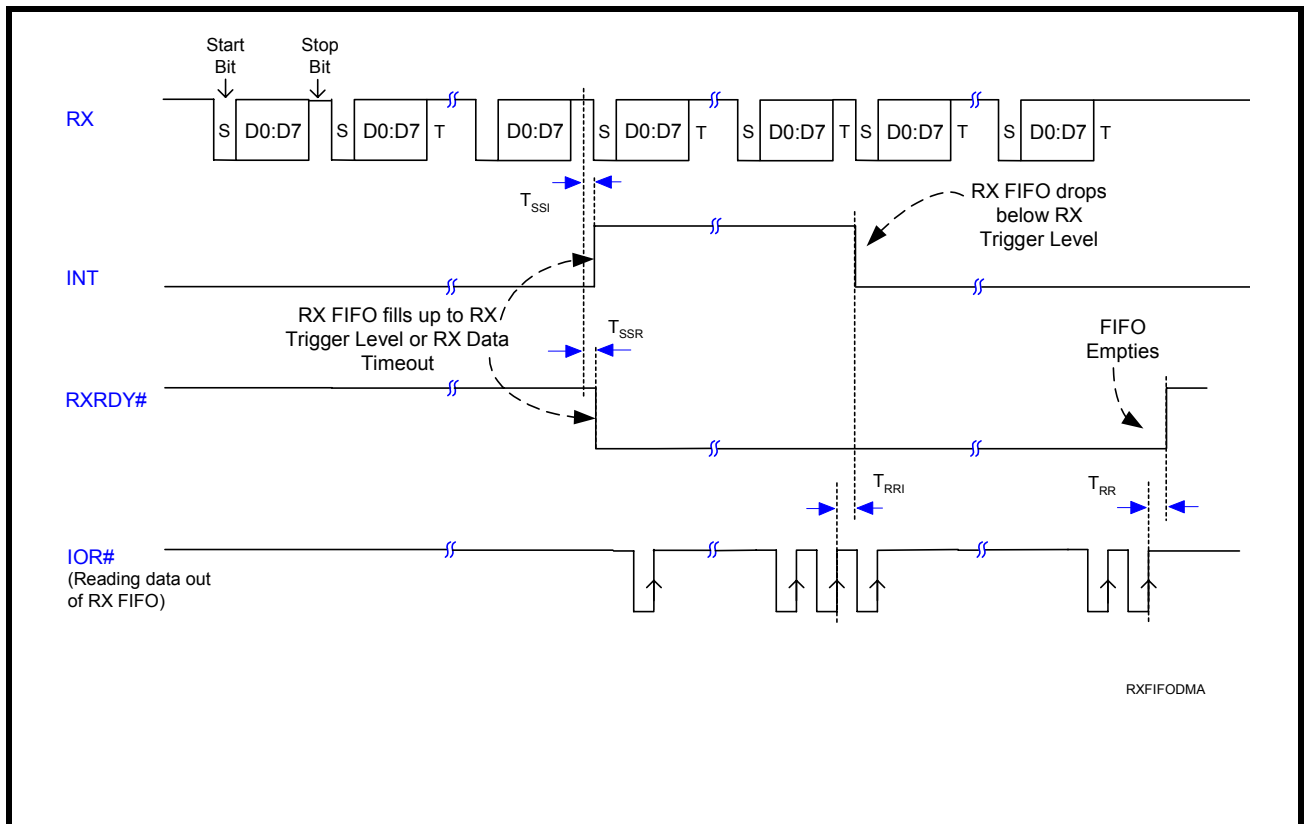 Start
Bit
Stop
Bit
RX
S D0:D7 S D0:D7 T D0:D7 S D0:D7 T S D0:D7 T S D0:D7 T S D0:D7 T
TSSI
RX FIFO drops
below RX
Trigger Level
INT
RX FIFO fills up to RX
Trigger Level or RX Data
Timeout
TSSR
FIFO
Empties
RXRDY#
TRRI
TRR
IOR#
(Reading data out
of RX FIFO)
RXFIFODMA